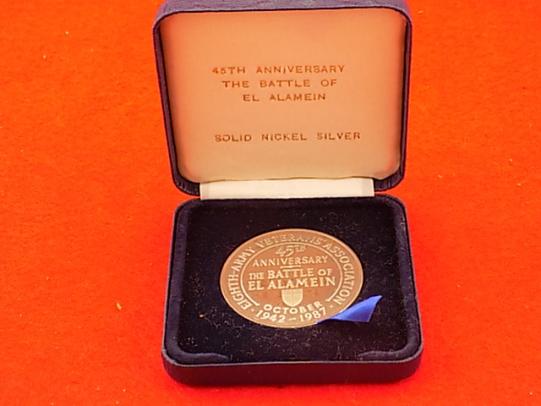 45TH ANNIVERSARY
THE BATTLE OF
EL ALAMEIN
SOLID NICKEL SILVER
EIGHTH ARMY VETERANS ASSOCIATION
45TH
ANNIVERSARY
THE BATTLE OF
EL ALAMEIN
OCTOBER
1942-1987